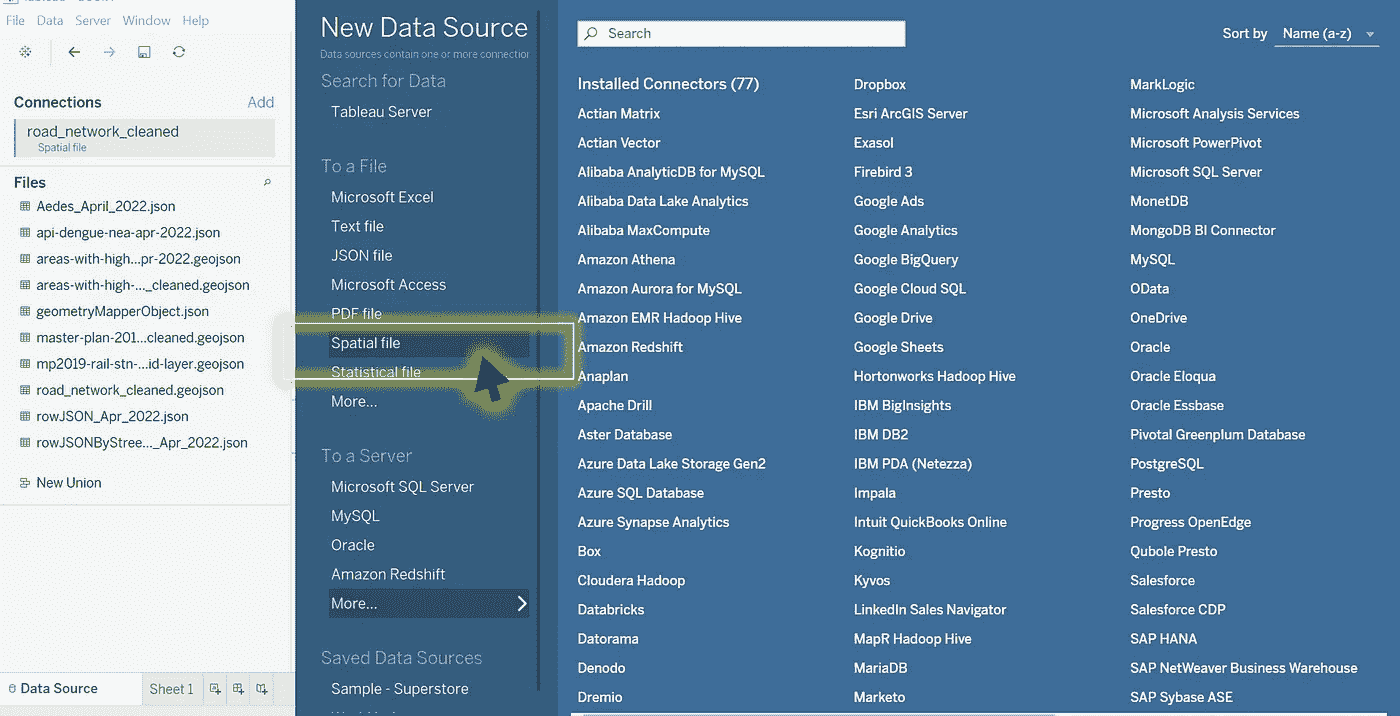 File Data Server Window Help
Connections Add
road_network_cleaned
Spatial file
Files
Aedes_April_2022.json
api-dengue-nea-apr-2022.json
areas-with-high...pr-2022.geojson
areas-with-high-..._cleaned.geojson
geometryMapperObject.json
master-plan-201...cleaned.geojson
mp2019-rail-stn-...id-layer.geojson
road_network_cleaned.geojson
rowJSON_Apr_2022.json
rowJSONByStree..._Apr_2022.json
New Union
Data Source
Sheet 1
New Data Source
Data sources contain one or more connection
Search for Data
Tableau Server
To a File
Microsoft Excel
Text file
JSON file
Microsoft Access
PDF file
Spatial file
Statistical file
More...
To a Server
Microsoft SQL Server
MySQL
Oracle
Amazon Redshift
More...
Saved Data Sources
Sample - Superstore
Search
Sort by Name (a-z)
Installed Connectors (77)
Actian Matrix
Actian Vector
Alibaba AnalyticDB for MySQL
Alibaba Data Lake Analytics
Alibaba MaxCompute
Amazon Athena
Amazon Aurora for MySQL
Amazon EMR Hadoop Hive
Amazon Redshift
Anaplan
Apache Drill
Aster Database
Azure Data Lake Storage Gen2
Azure SQL Database
Azure Synapse Analytics
Box
Cloudera Hadoop
Databricks
Datorama
Denodo
Dremio
Dropbox
Esri ArcGIS Server
Exasol
Firebird 3
Google Ads
Google Analytics
Google BigQuery
Google Cloud SQL
Google Drive
Google Sheets
Hortonworks Hadoop Hive
IBM BigInsights
IBM DB2
IBM PDA (Netezza)
Impala
Intuit QuickBooks Online
Kognitio
Kyvos
LinkedIn Sales Navigator
MapR Hadoop Hive
MariaDB
Marketo
MarkLogic
Microsoft Analysis Services
Microsoft PowerPivot
Microsoft SQL Server
MonetDB
MongoDB BI Connector
MySQL
OData
OneDrive
Oracle
Oracle Eloqua
Oracle Essbase
Pivotal Greenplum Database
PostgreSQL
Presto
Progress OpenEdge
Qubole Presto
Salesforce
Salesforce CDP
SAP HANA
SAP NetWeaver Business Warehouse
SAP Sybase ASE